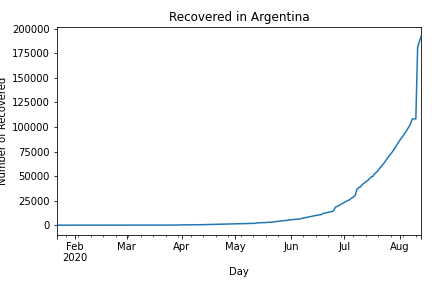 Recovered in Argentina
200000
175000
150000
125000
100000
75000
50000
25000
0
Number of Recovered
Feb Mar Apr May Jun Jul Aug
2020
Day